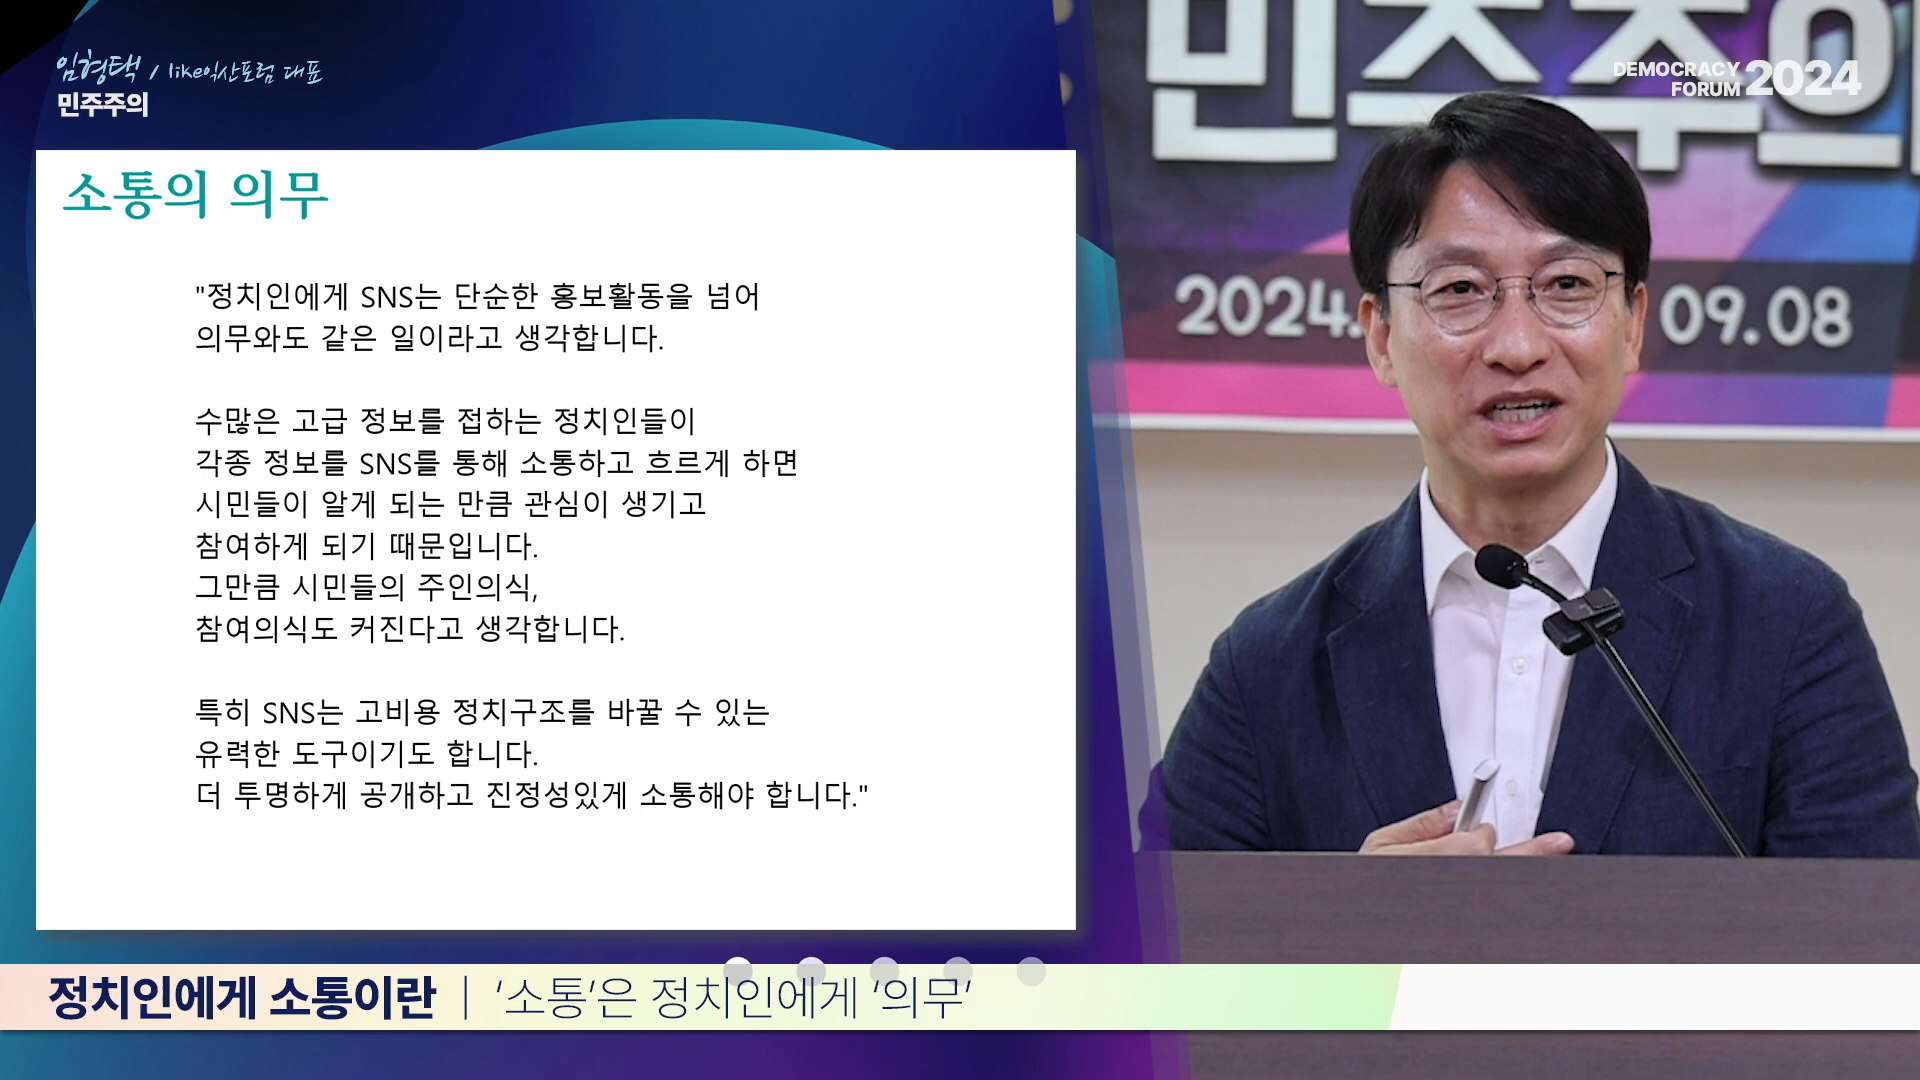 임형택 / like익산포럼 대표
민주주의
DEMOCRACY
FORUM 2024
민주주의
2024.
09.08
소통의 의무
"정치인에게 SNS는 단순한 홍보활동을 넘어
의무와도 같은 일이라고 생각합니다.
수많은 고급 정보를 접하는 정치인들이
각종 정보를 SNS를 통해 소통하고 흐르게 하면
시민들이 알게 되는 만큼 관심이 생기고
참여하게 되기 때문입니다.
그만큼 시민들의 주인의식,
참여의식도 커진다고 생각합니다.
특히 SNS는 고비용 정치구조를 바꿀 수 있는
유력한 도구이기도 합니다.
더 투명하게 공개하고 진정성있게 소통해야 합니다."
정치인에게 소통이란 | ‘소통’은 정치인에게 ‘의무’